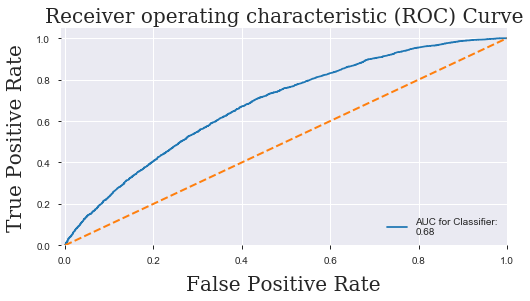 Receiver operating characteristic (ROC) Curve
True Positive Rate
1.0
0.8
0.6
0.4
0.2
0.0
AUC for Classifier:
0.68
0.0 0.2 0.4 0.6 0.8 1.0
False Positive Rate